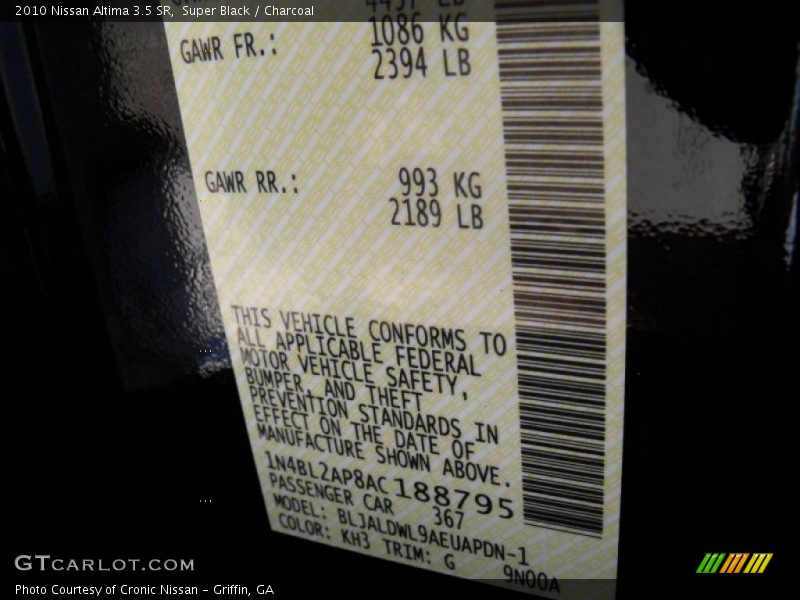 2010 Nissan Altima 3.5 SR, Super Black / Charcoal
GAWR FR.: 1086 KG
2394 LB
GAWR RR.: 993 KG
2189 LB
THIS VEHICLE CONFORMS TO
ALL APPLICABLE FEDERAL
MOTOR VEHICLE SAFETY,
BUMPER, AND THEFT
PREVENTION STANDARDS IN
EFFECT ON THE DATE OF
MANUFACTURE SHOWN ABOVE.
1N4BL2AP8AC188795
PASSENGER CAR 367
MODEL: BLJALDWL9AEUAPDN-1
COLOR: KH3 TRIM: G 9N00A
GTCARLOT.COM
Photo Courtesy of Cronic Nissan - Griffin, GA